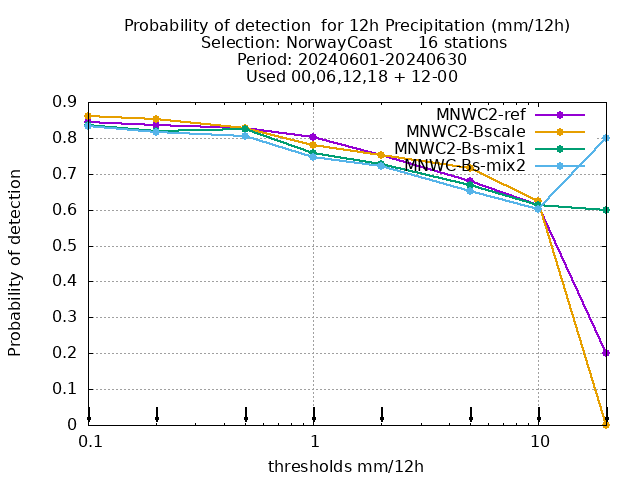 Probability of detection  for 12h Precipitation (mm/12h)
Selection: NorwayCoast     16 stations
Period: 20240601-20240630
Used 00,06,12,18 + 12-00
MNWC2-ref
MNWC2-Bscale
MNWC2-Bs-mix1
MNWC-Bs-mix2
Probability of detection
0.9
0.8
0.7
0.6
0.5
0.4
0.3
0.2
0.1
0
0.1 1 10
thresholds mm/12h